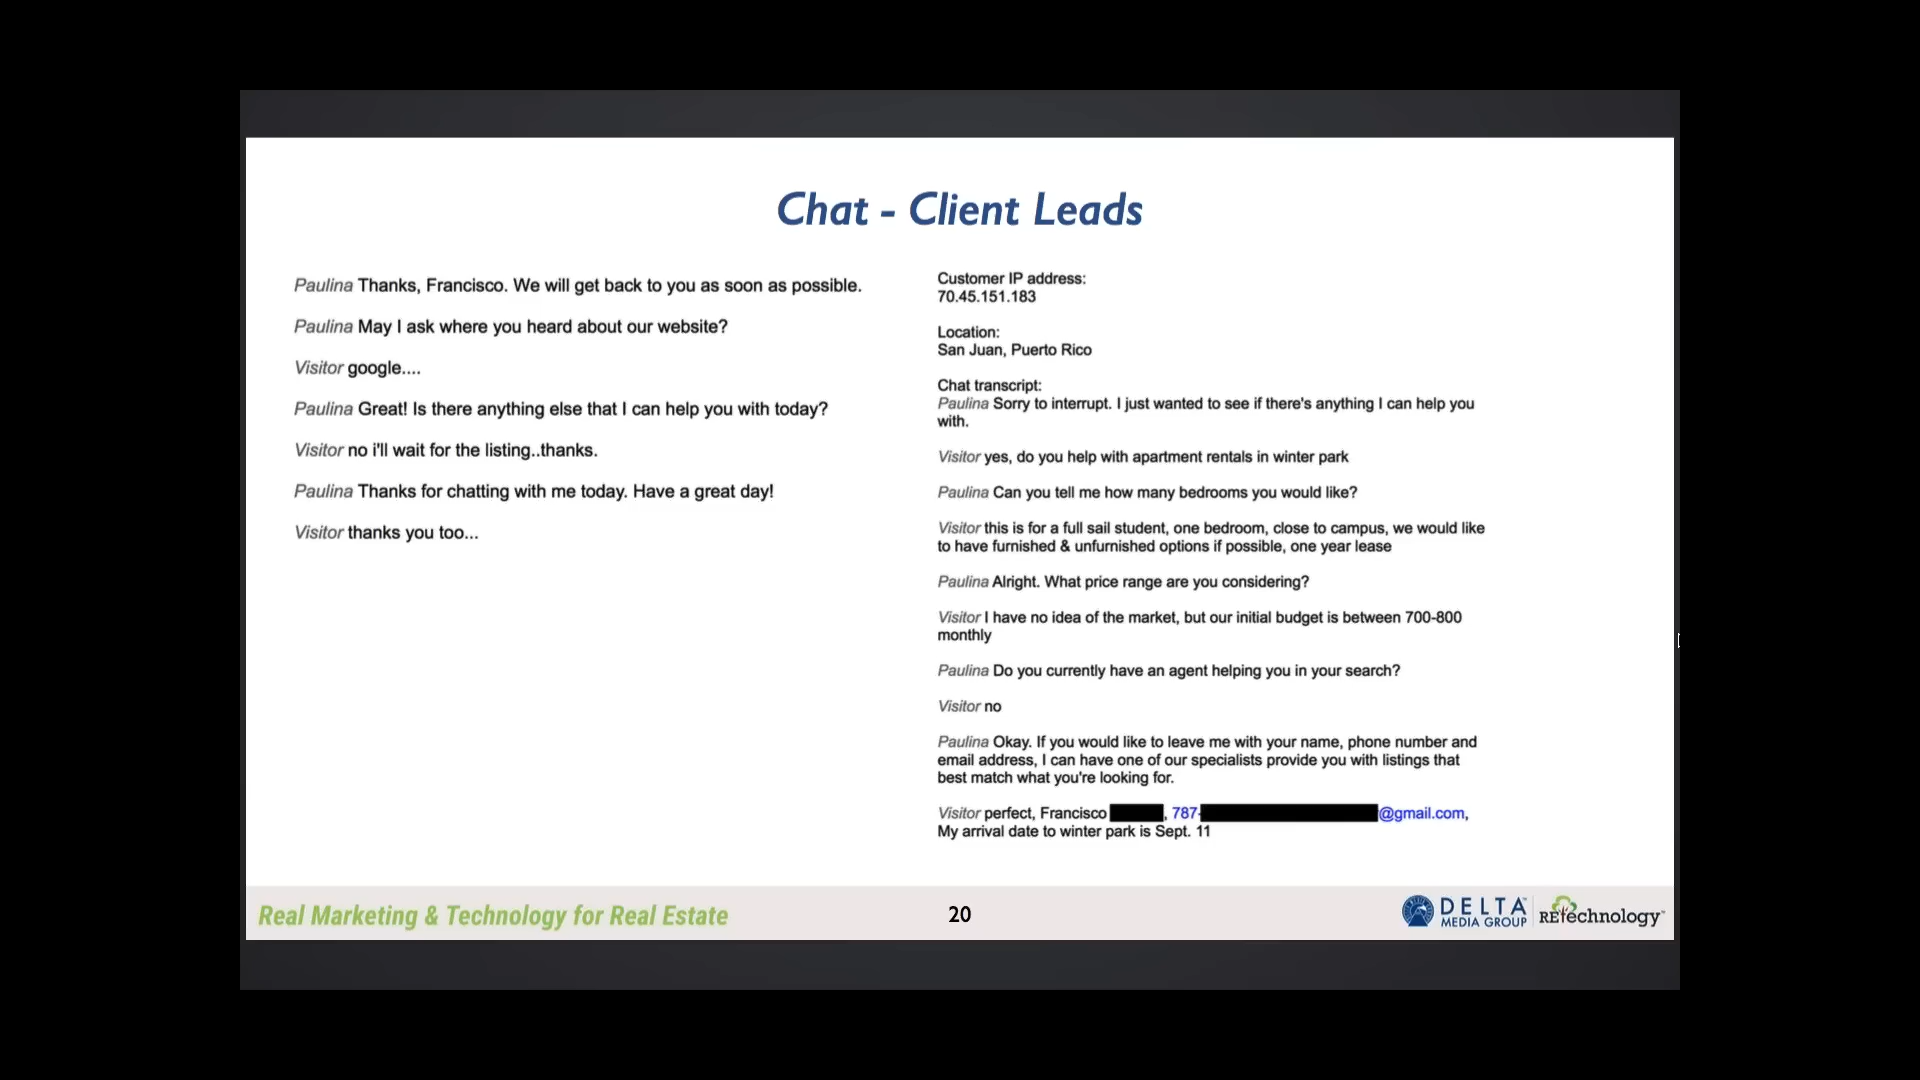 Chat - Client Leads
Paulina Thanks, Francisco. We will get back to you as soon as possible.
Paulina May I ask where you heard about our website?
Visitor google....
Paulina Great! Is there anything else that I can help you with today?
Visitor no i'll wait for the listing..thanks.
Paulina Thanks for chatting with me today. Have a great day!
Visitor thanks you too...
Customer IP address:
70.45.151.183
Location:
San Juan, Puerto Rico
Chat transcript:
Paulina Sorry to interrupt. I just wanted to see if there's anything I can help you
with.
Visitor yes, do you help with apartment rentals in winter park
Paulina Can you tell me how many bedrooms you would like?
Visitor this is for a full sail student, one bedroom, close to campus, we would like
to have furnished & unfurnished options if possible, one year lease
Paulina Alright. What price range are you considering?
Visitor I have no idea of the market, but our initial budget is between 700-800
monthly
Paulina Do you currently have an agent helping you in your search?
Visitor no
Paulina Okay. If you would like to leave me with your name, phone number and
email address, I can have one of our specialists provide you with listings that
best match what you're looking for.
Visitor perfect, Francisco , 787- @gmail.com,
My arrival date to winter park is Sept. 11
Real Marketing & Technology for Real Estate
20
DELTA
MEDIA GROUP
RETechnology